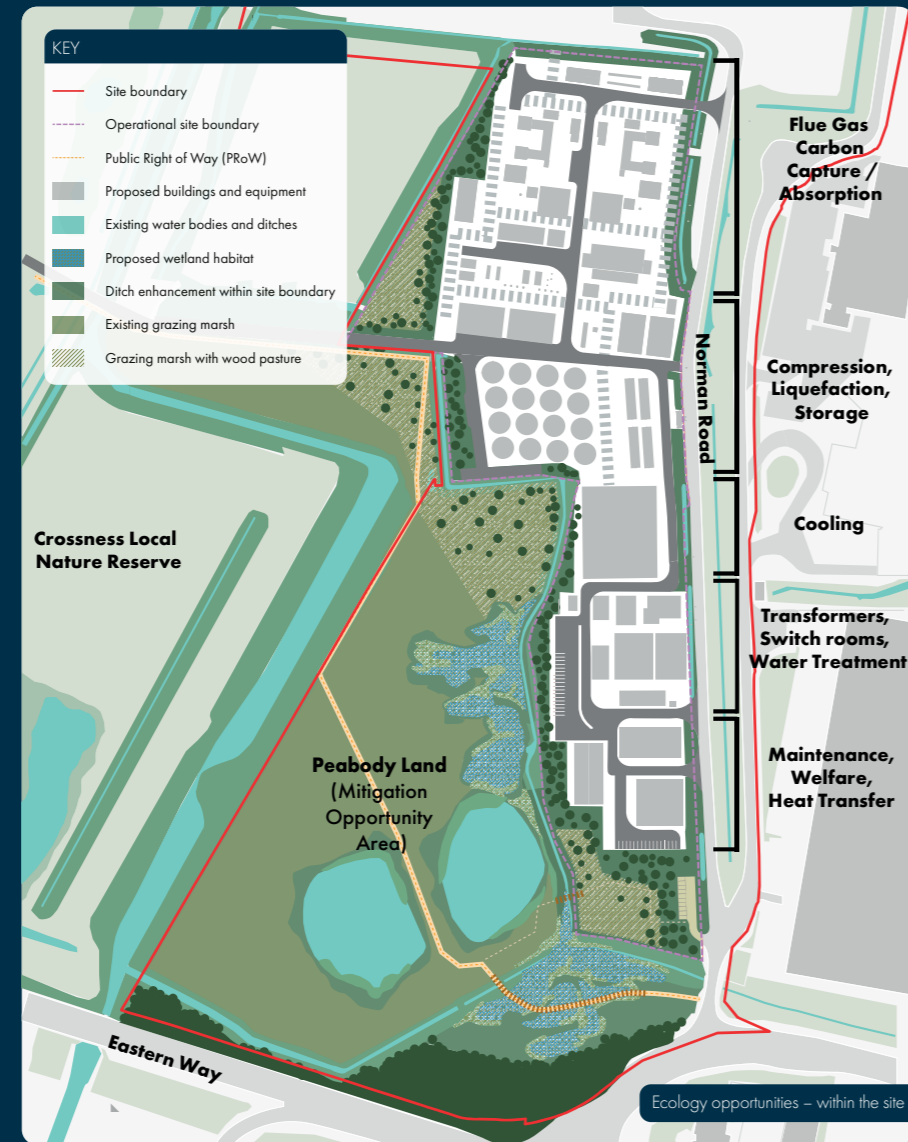 KEY
Site boundary
Operational site boundary
Public Right of Way (PRoW)
Proposed buildings and equipment
Existing water bodies and ditches
Proposed wetland habitat
Ditch enhancement within site boundary
Existing grazing marsh
Grazing marsh with wood pasture
Flue Gas
Carbon
Capture /
Absorption
Norman Road
Compression,
Liquefaction,
Storage
Crossness Local
Nature Reserve
Cooling
Transformers,
Switch rooms,
Water Treatment
Peabody Land
(Mitigation
Opportunity
Area)
Maintenance,
Welfare,
Heat Transfer
Eastern Way
Ecology opportunities – within the site